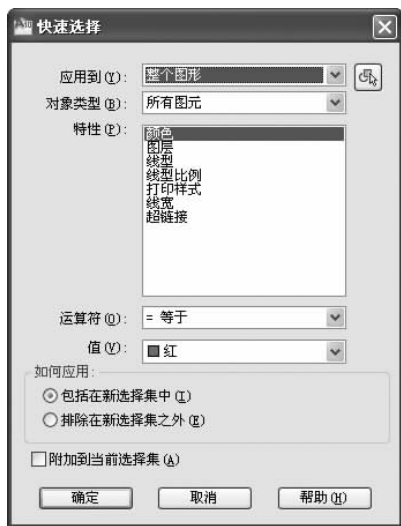 快速选择
应用到(Y): 整个图形
对象类型(B): 所有图元
特性(P): 颜色
图层
线型
线型比例
打印样式
线宽
超链接
运算符(O): = 等于
值(V): 红
如何应用:
包括在新选择集中(I)
排除在新选择集之外(E)
附加到当前选择集(A)
确定 取消 帮助(H)